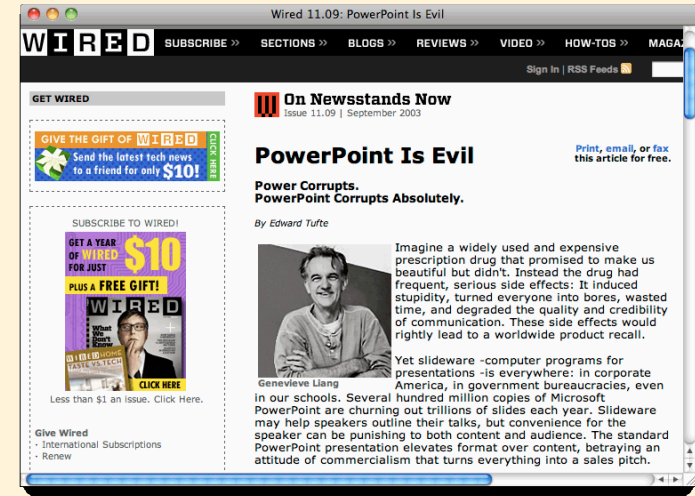 Wired 11.09: PowerPoint Is Evil
WIRED SUBSCRIBE » SECTIONS » BLOGS » REVIEWS » VIDEO » HOW-TOS » MAGAZ
Sign In | RSS Feeds
GET WIRED
GIVE THE GIFT OF WIRED
Send the latest tech news
to a friend for only $10!
CLICK HERE
SUBSCRIBE TO WIRED!
GET A YEAR
OF WIRED
FOR JUST
$10
PLUS A FREE GIFT!
WIRED
What
We
Don't
Know
WIRED HOME
TASTE VS. TECH
CLICK HERE
Less than $1 an issue. Click Here.
Give Wired
- International Subscriptions
- Renew
On Newsstands Now
Issue 11.09 | September 2003
PowerPoint Is Evil
Print, email, or fax
this article for free.
Power Corrupts.
PowerPoint Corrupts Absolutely.
By Edward Tufte
Genevieve Liang
Imagine a widely used and expensive
prescription drug that promised to make us
beautiful but didn't. Instead the drug had
frequent, serious side effects: It induced
stupidity, turned everyone into bores, wasted
time, and degraded the quality and credibility
of communication. These side effects would
rightly lead to a worldwide product recall.
Yet slideware -computer programs for
presentations -is everywhere: in corporate
America, in government bureaucracies, even
in our schools. Several hundred million copies of Microsoft
PowerPoint are churning out trillions of slides each year. Slideware
may help speakers outline their talks, but convenience for the
speaker can be punishing to both content and audience. The standard
PowerPoint presentation elevates format over content, betraying an
attitude of commercialism that turns everything into a sales pitch.